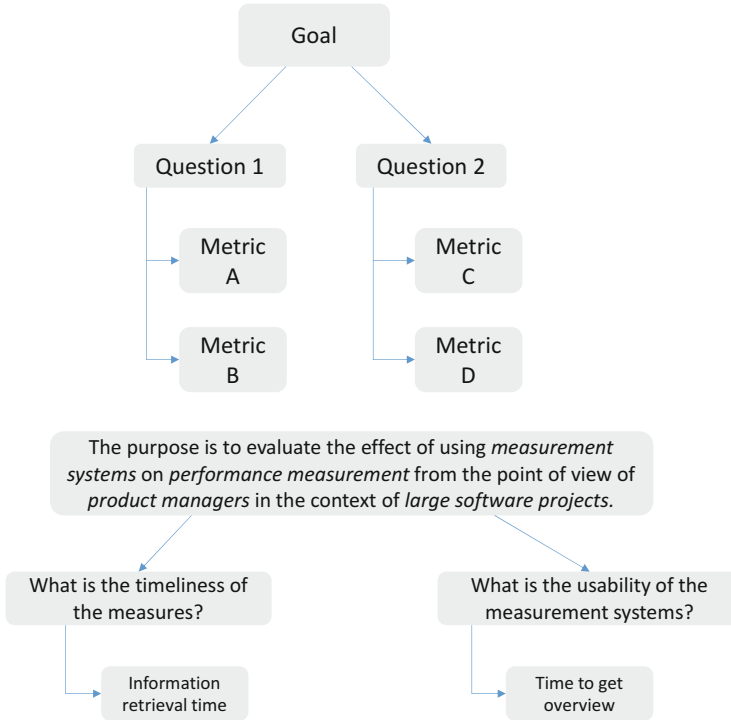 Goal
Question 1
Question 2
Metric
A
Metric
C
Metric
B
Metric
D
The purpose is to evaluate the effect of using measurement
systems on performance measurement from the point of view of
product managers in the context of large software projects.
What is the timeliness of
the measures?
What is the usability of the
measurement systems?
Information
retrieval time
Time to get
overview